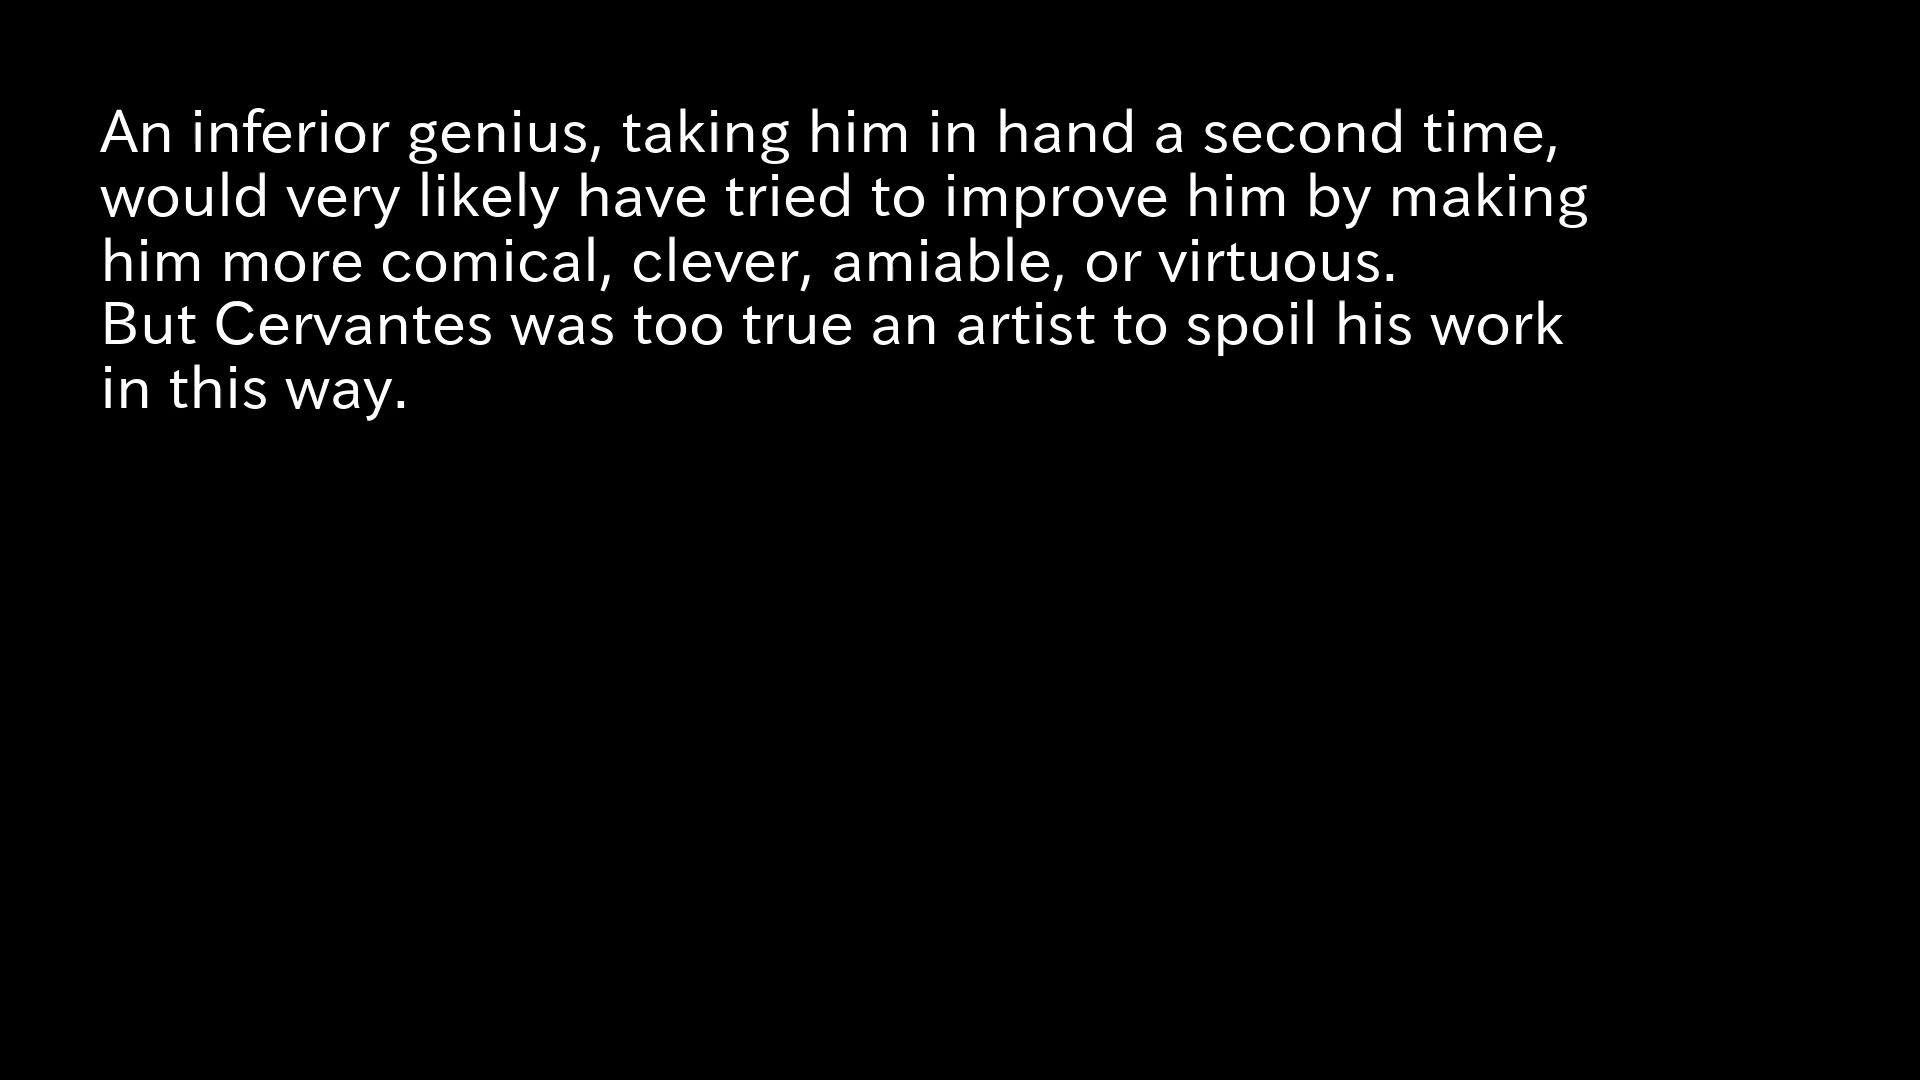 An inferior genius, taking him in hand a second time,
would very likely have tried to improve him by making
him more comical, clever, amiable, or virtuous.
But Cervantes was too true an artist to spoil his work
in this way.